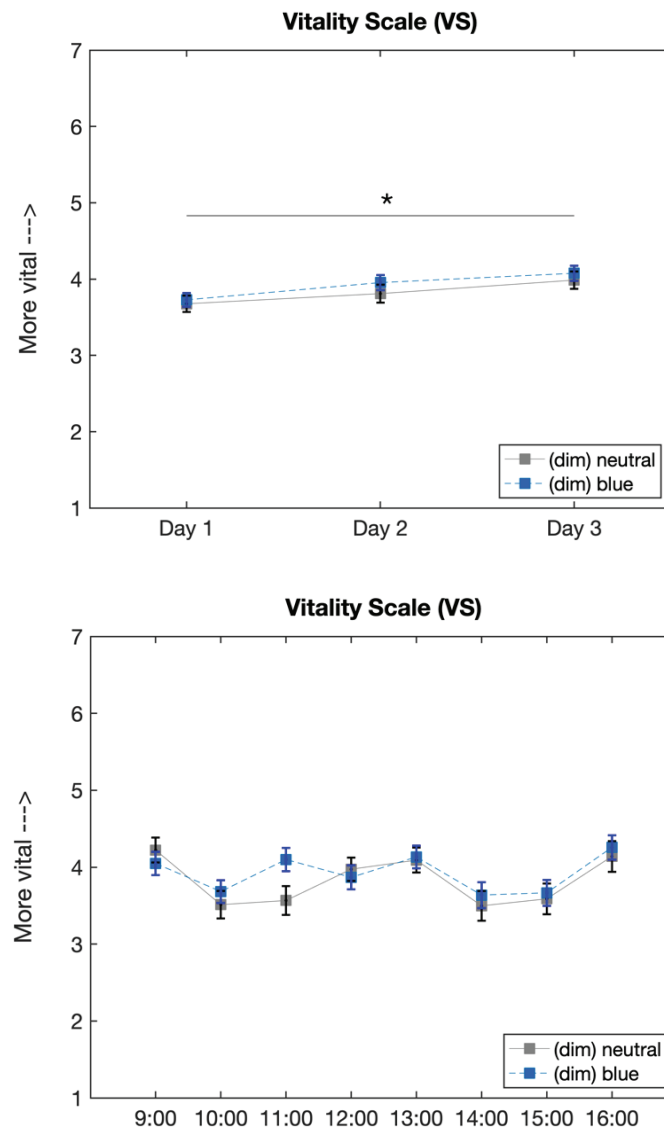 Vitality Scale (VS)
7
6
5
4
3
2
1
More vital --->
*
(dim) neutral
(dim) blue
Day 1 Day 2 Day 3
Vitality Scale (VS)
7
6
5
4
3
2
1
More vital --->
(dim) neutral
(dim) blue
9:00 10:00 11:00 12:00 13:00 14:00 15:00 16:00